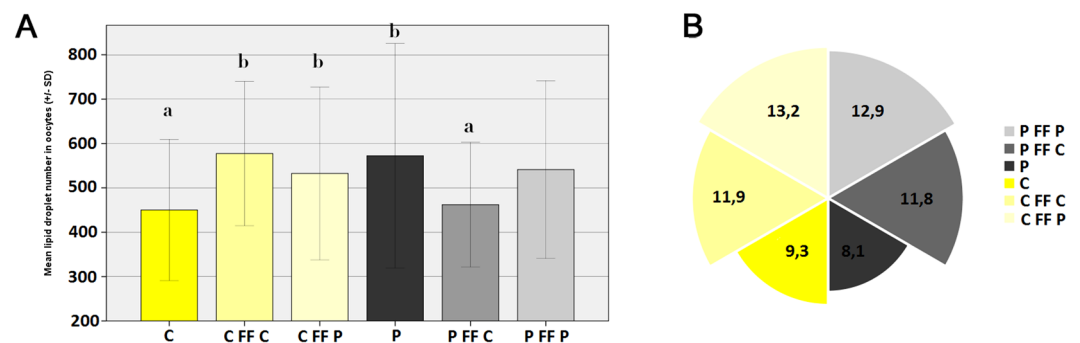 A
Mean lipid droplet number in oocytes (+/- SD)
800
700
600
500
400
300
200
a
b
b
b
a
C
C FF C
C FF P
P
P FF C
P FF P
B
13,2
12,9
11,9
11,8
9,3
8,1
P FF P
P FF C
P
C
C FF C
C FF P